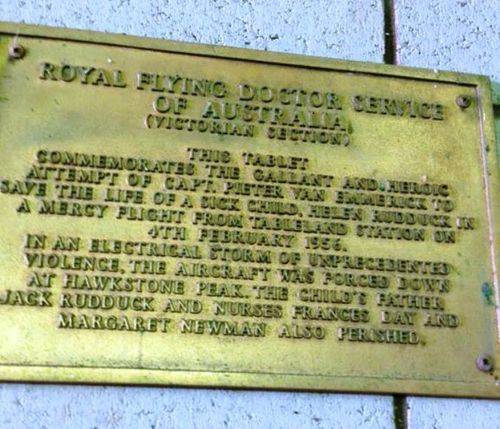 ROYAL FLYING DOCTOR SERVICE
OF AUSTRALIA
(VICTORIAN SECTION)
THIS TABLET
COMMEMORATES THE GALLANT AND HEROIC
ATTEMPT OF CAPT. PIETER VAN EMMERICK TO
SAVE THE LIFE OF A SICK CHILD, HELEN RUDDUCK IN
A MERCY FLIGHT FROM TABLELAND STATION ON
4TH FEBRUARY 1956.
IN AN ELECTRICAL STORM OF UNPRECEDENTED
VIOLENCE, THE AIRCRAFT WAS FORCED DOWN
AT HAWKSTONE PEAK. THE CHILD'S FATHER
JACK RUDDUCK AND NURSES FRANCES DAY AND
MARGARET NEWMAN ALSO PERISHED.